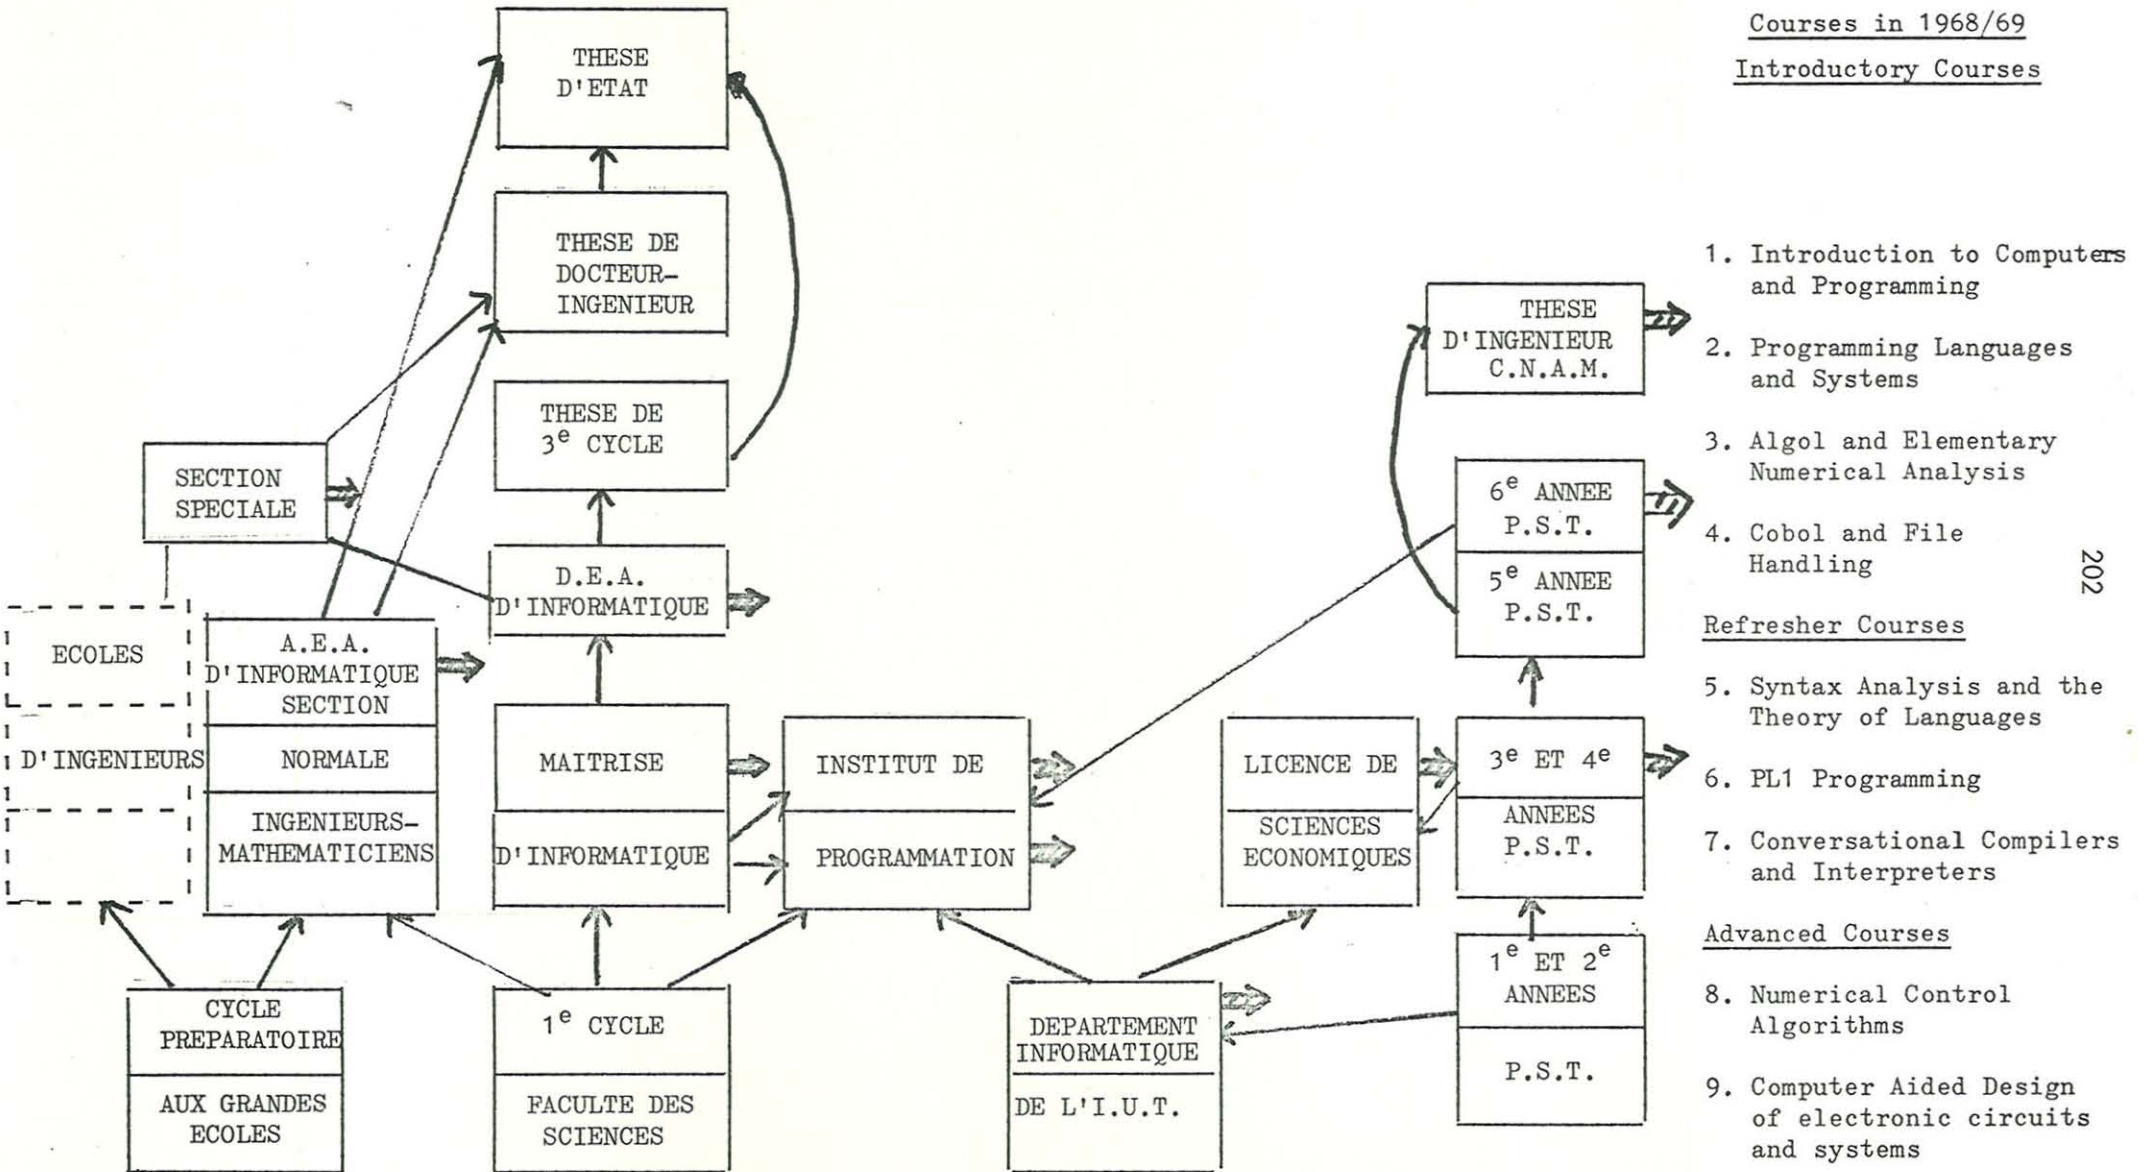 THESE
D'ETAT
THESE DE
DOCTEUR-
INGENIEUR
THESE DE
3e CYCLE
SECTION
SPECIALE
D.E.A.
D'INFORMATIQUE
ECOLES
D'INGENIEURS
A.E.A.
D'INFORMATIQUE
SECTION
NORMALE
INGENIEURS-
MATHEMATICIENS
MAITRISE
D'INFORMATIQUE
INSTITUT DE
PROGRAMMATION
CYCLE
PREPARATOIRE
AUX GRANDES
ECOLES
1e CYCLE
FACULTE DES
SCIENCES
DEPARTEMENT
INFORMATIQUE
DE L'I.U.T.
LICENCE DE
SCIENCES
ECONOMIQUES
THESE
D'INGENIEUR
C.N.A.M.
6e ANNEE
P.S.T.
5e ANNEE
P.S.T.
3e ET 4e
ANNEES
P.S.T.
1e ET 2e
ANNEES
P.S.T.
Courses in 1968/69
Introductory Courses
1. Introduction to Computers
and Programming
2. Programming Languages
and Systems
3. Algol and Elementary
Numerical Analysis
4. Cobol and File
Handling
Refresher Courses
5. Syntax Analysis and the
Theory of Languages
6. PL1 Programming
7. Conversational Compilers
and Interpreters
Advanced Courses
8. Numerical Control
Algorithms
9. Computer Aided Design
of electronic circuits
and systems
202